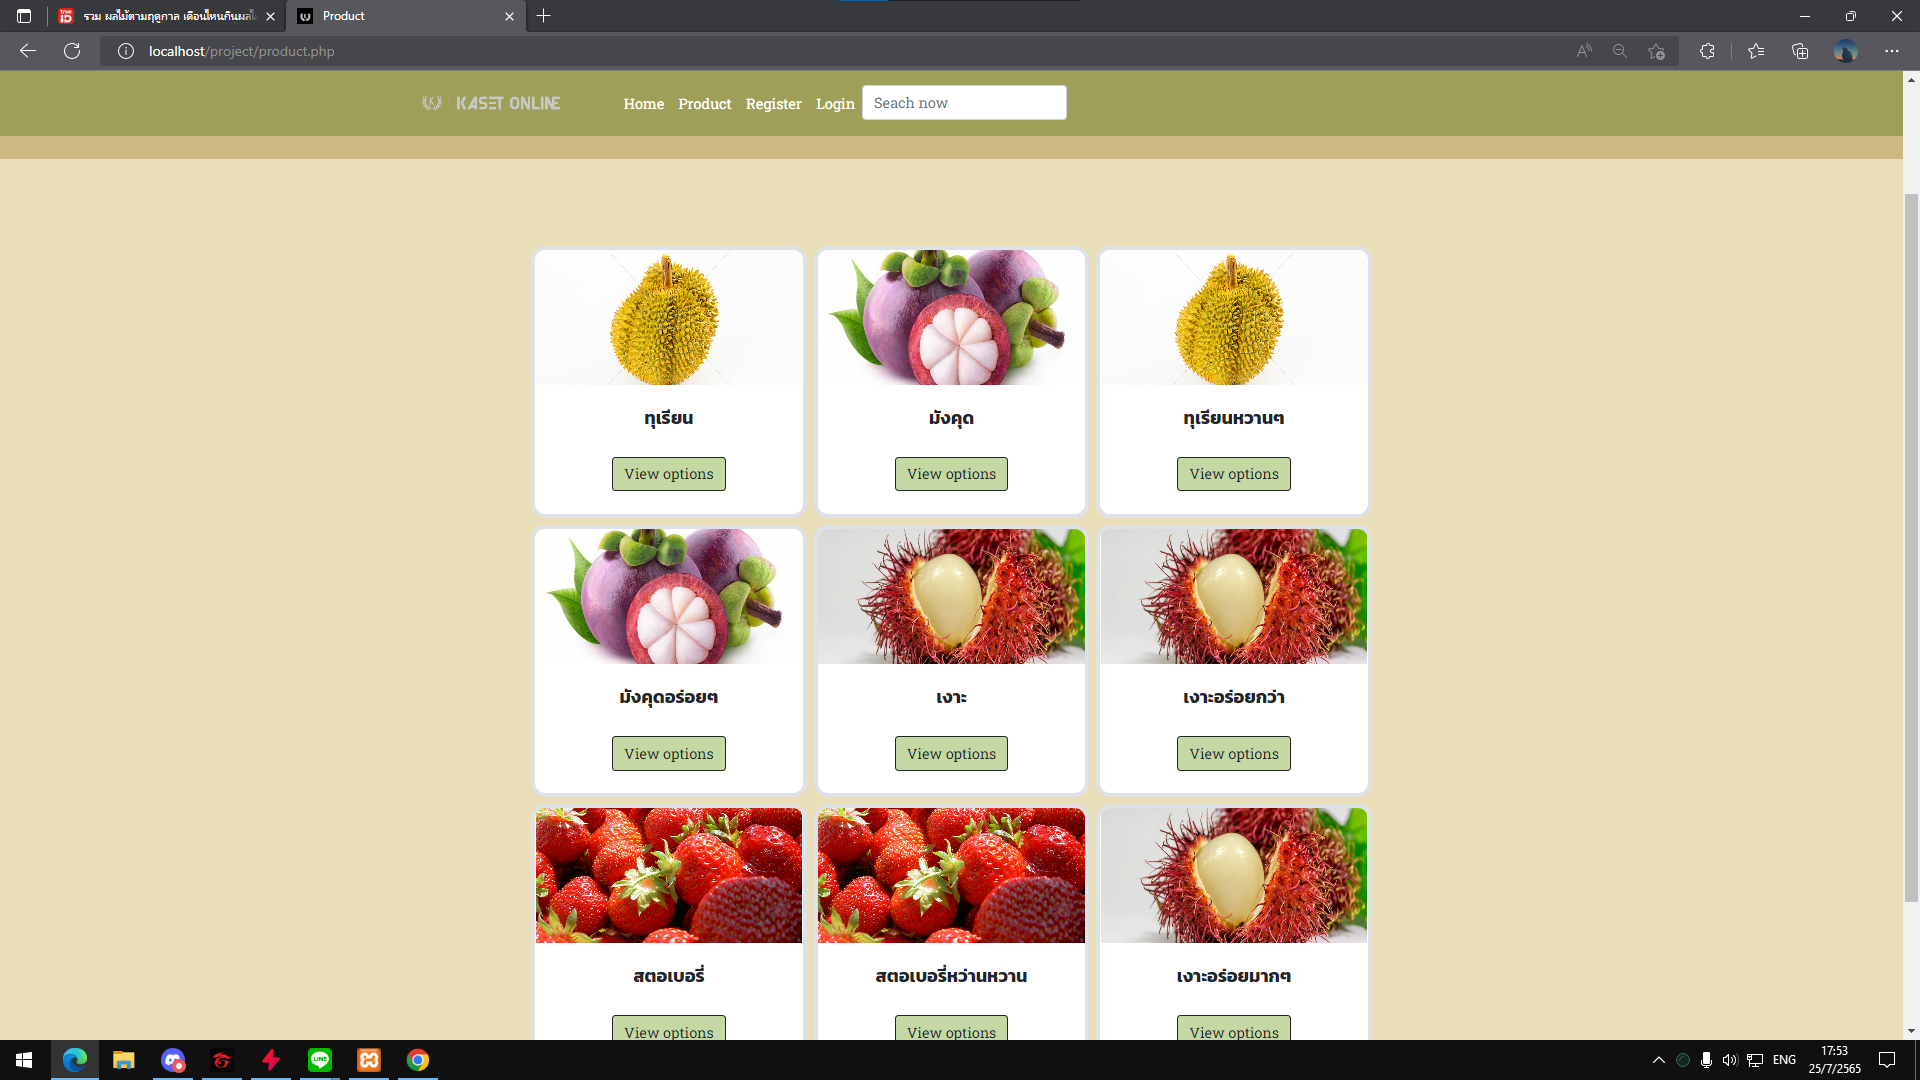 รวม ผลไม้ตามฤดูกาล เดือนไหนกินผลไ
Product
localhost/project/product.php
KASET ONLINE
Home Product Register Login Seach now
ทุเรียน มังคุด ทุเรียนหวานๆ
View options View options View options
มังคุดอร่อยๆ เงาะ เงาะอร่อยกว่า
View options View options View options
สตอเบอรี่ สตอเบอรี่หว่านหวาน เงาะอร่อยมากๆ
View options View options View options
ENG
17:53
25/7/2565